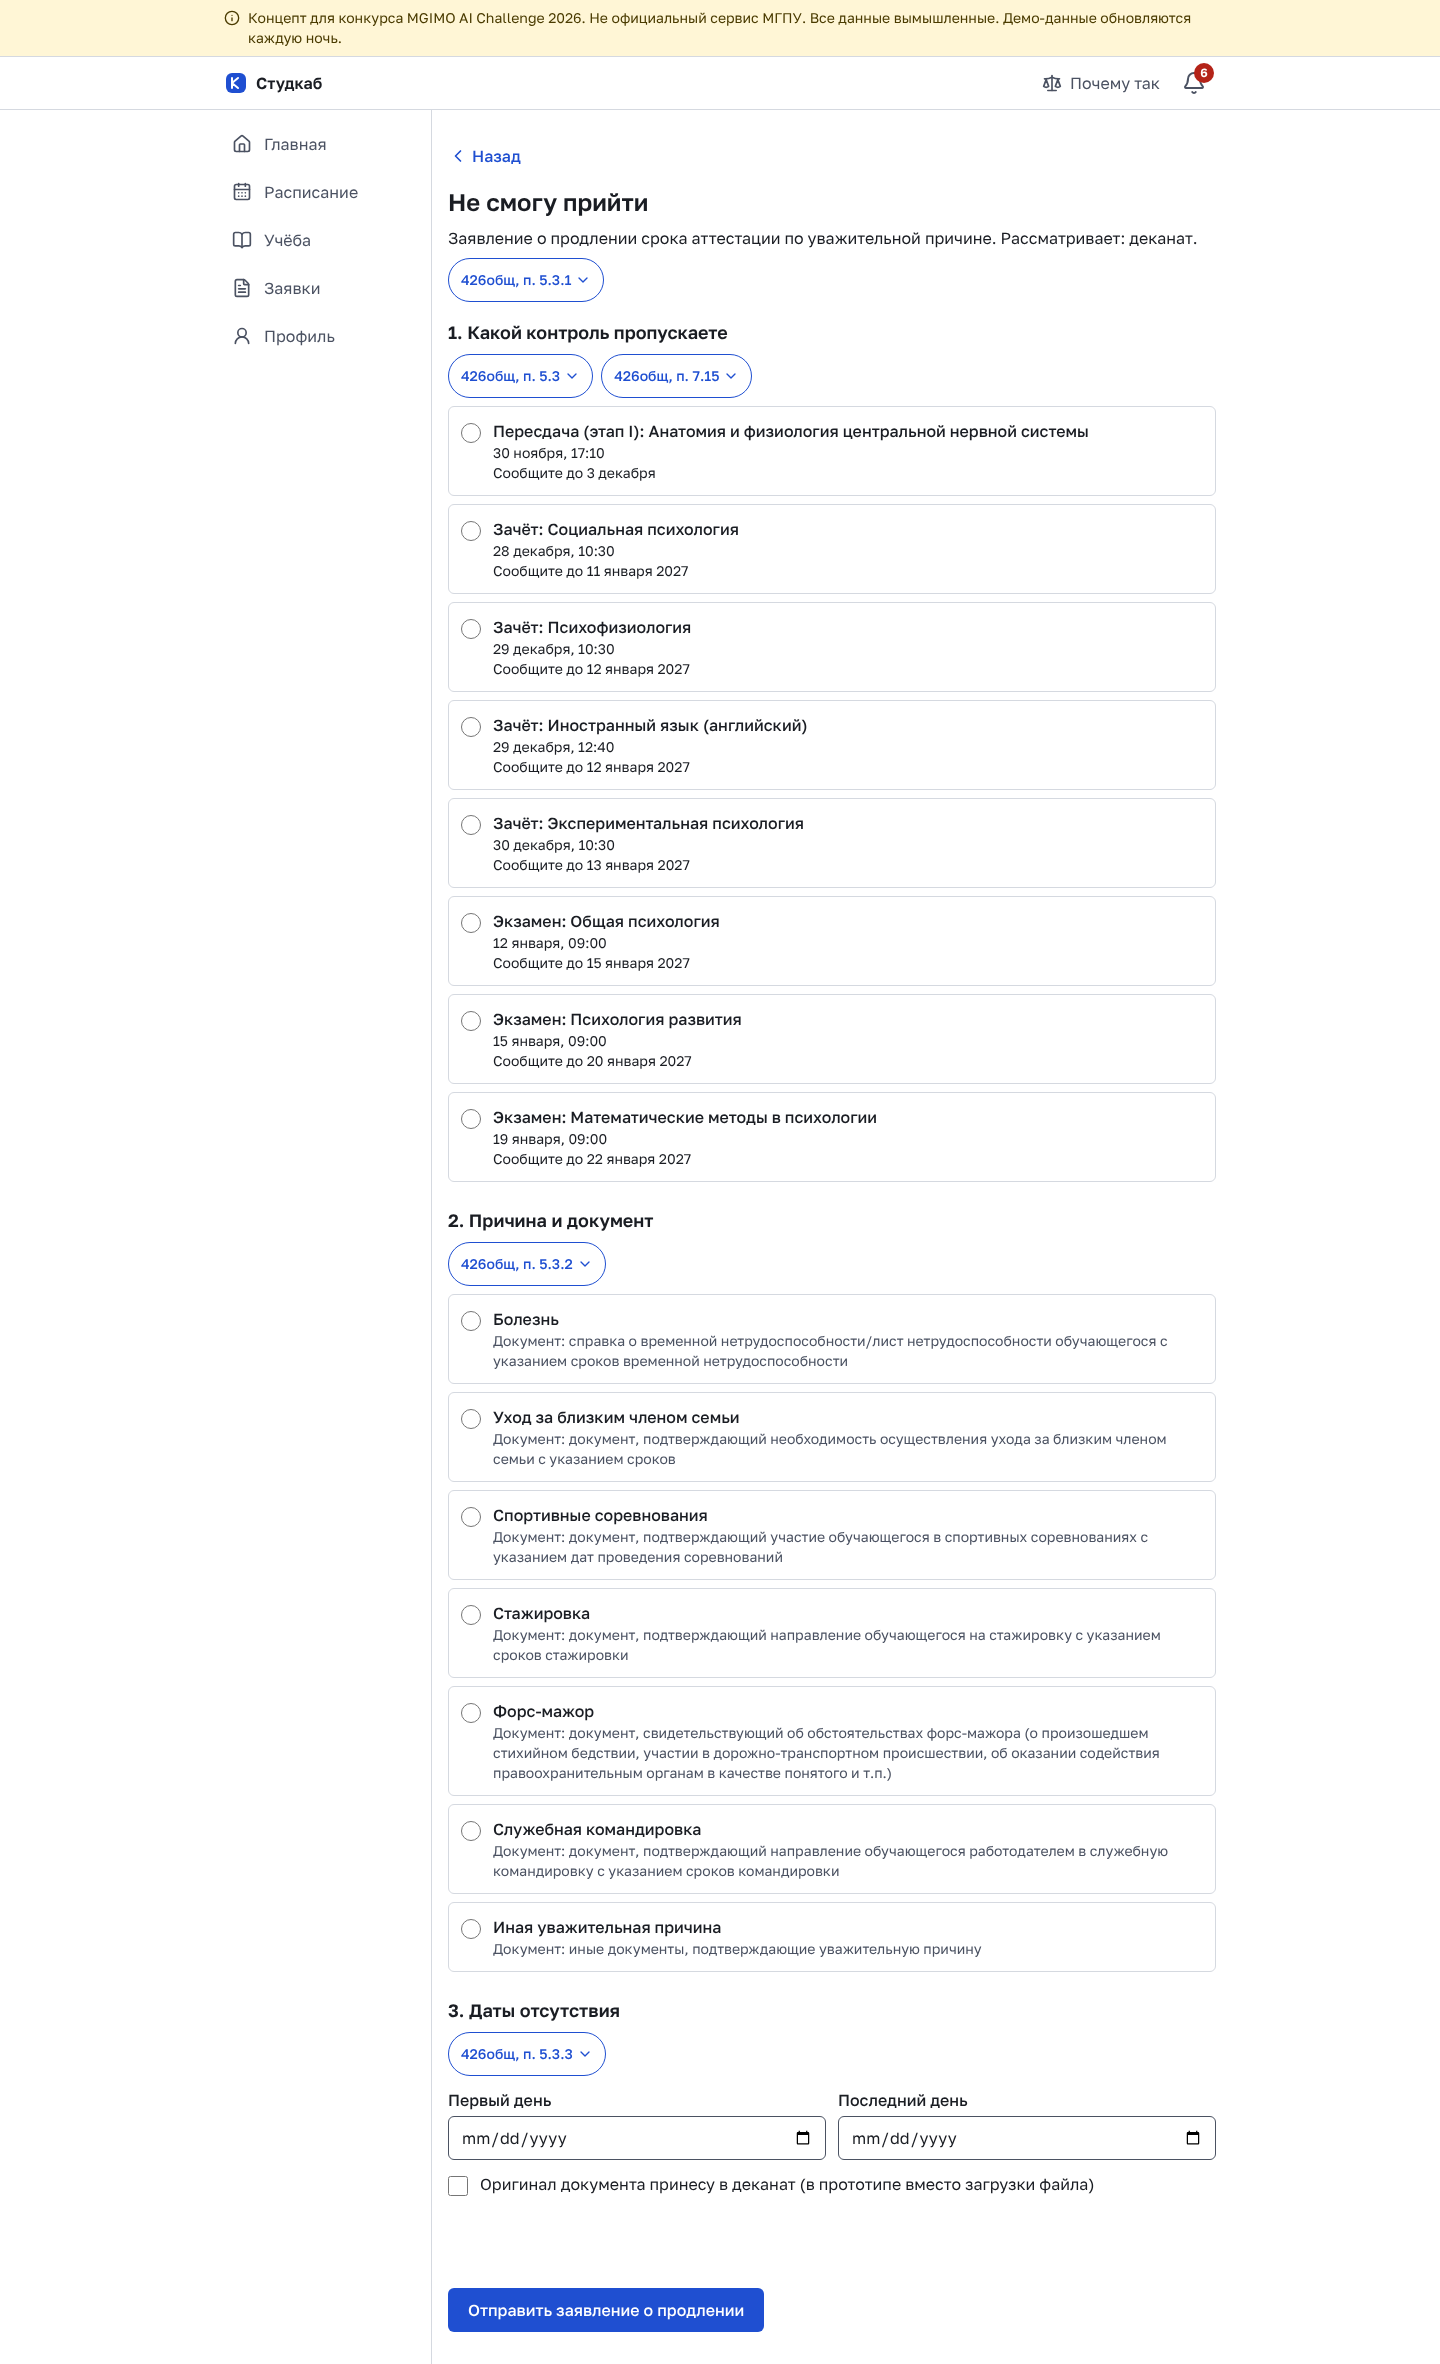 Концепт для конкурса MGIMO AI Challenge 2026. Не официальный сервис МГПУ. Все данные вымышленные. Демо-данные обновляются
каждую ночь.
Студкаб
Почему так
6
Главная
Расписание
Учёба
Заявки
Профиль
Назад
Не смогу прийти
Заявление о продлении срока аттестации по уважительной причине. Рассматривает: деканат.
426общ, п. 5.3.1
1. Какой контроль пропускаете
426общ, п. 5.3
426общ, п. 7.15
Пересдача (этап I): Анатомия и физиология центральной нервной системы
30 ноября, 17:10
Сообщите до 3 декабря
Зачёт: Социальная психология
28 декабря, 10:30
Сообщите до 11 января 2027
Зачёт: Психофизиология
29 декабря, 10:30
Сообщите до 12 января 2027
Зачёт: Иностранный язык (английский)
29 декабря, 12:40
Сообщите до 12 января 2027
Зачёт: Экспериментальная психология
30 декабря, 10:30
Сообщите до 13 января 2027
Экзамен: Общая психология
12 января, 09:00
Сообщите до 15 января 2027
Экзамен: Психология развития
15 января, 09:00
Сообщите до 20 января 2027
Экзамен: Математические методы в психологии
19 января, 09:00
Сообщите до 22 января 2027
2. Причина и документ
426общ, п. 5.3.2
Болезнь
Документ: справка о временной нетрудоспособности/лист нетрудоспособности обучающегося с
указанием сроков временной нетрудоспособности
Уход за близким членом семьи
Документ: документ, подтверждающий необходимость осуществления ухода за близким членом
семьи с указанием сроков
Спортивные соревнования
Документ: документ, подтверждающий участие обучающегося в спортивных соревнованиях с
указанием дат проведения соревнований
Стажировка
Документ: документ, подтверждающий направление обучающегося на стажировку с указанием
сроков стажировки
Форс-мажор
Документ: документ, свидетельствующий об обстоятельствах форс-мажора (о произошедшем
стихийном бедствии, участии в дорожно-транспортном происшествии, об оказании содействия
правоохранительным органам в качестве понятого и т.п.)
Служебная командировка
Документ: документ, подтверждающий направление обучающегося работодателем в служебную
командировку с указанием сроков командировки
Иная уважительная причина
Документ: иные документы, подтверждающие уважительную причину
3. Даты отсутствия
426общ, п. 5.3.3
Первый день
Последний день
mm/dd/yyyy
mm/dd/yyyy
Оригинал документа принесу в деканат (в прототипе вместо загрузки файла)
Отправить заявление о продлении